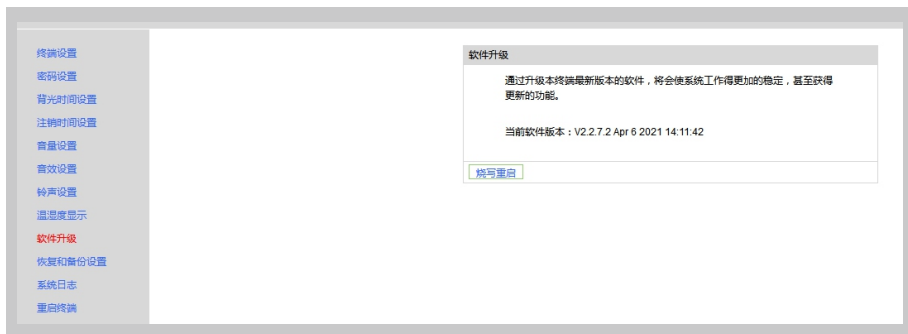 终端设置
密码设置
背光时间设置
注销时间设置
音量设置
音效设置
铃声设置
温湿度显示
软件升级
恢复和备份设置
系统日志
重启终端
软件升级
通过升级本终端最新版本的软件，将会使系统工作得更加的稳定，甚至获得
更新的功能。
当前软件版本：V2.2.7.2 Apr 6 2021 14:11:42
烧写重启